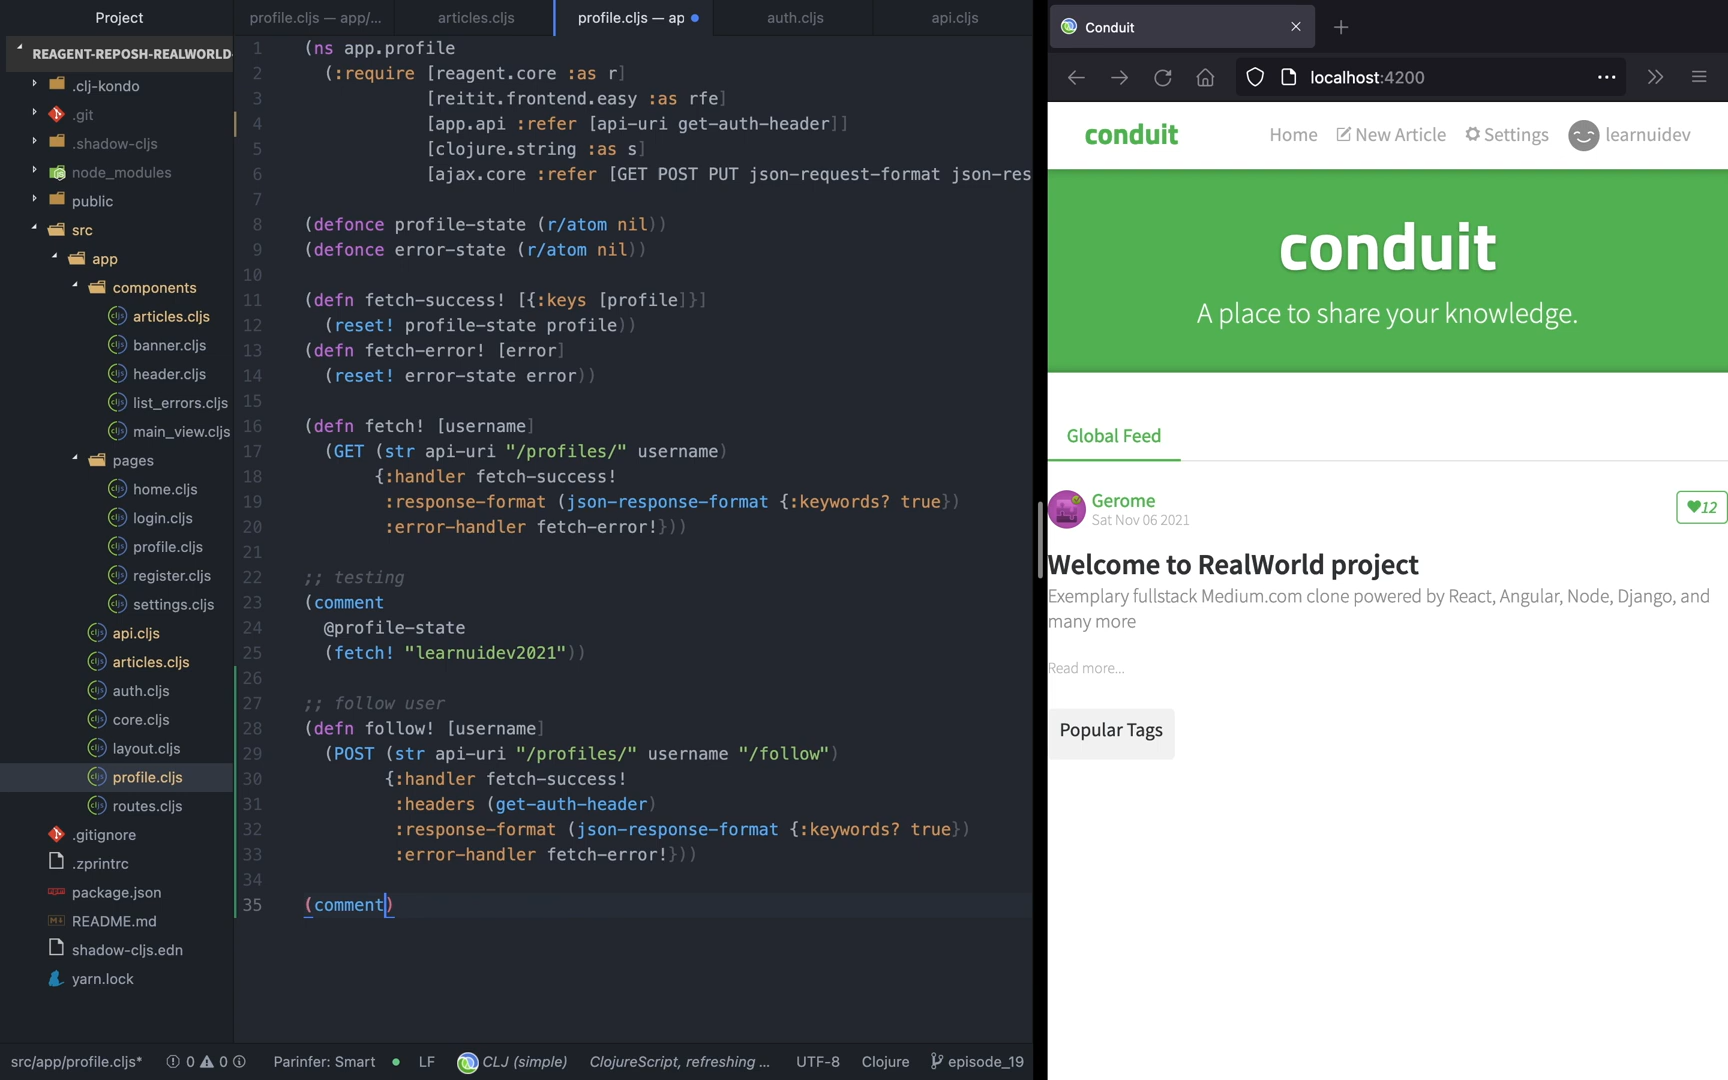 Project
REAGENT-REPOSH-REALWORLD-
.clj-kondo
.git
.shadow-cljs
node_modules
public
src
app
components
articles.cljs
banner.cljs
header.cljs
list_errors.cljs
main_view.cljs
pages
home.cljs
login.cljs
profile.cljs
register.cljs
settings.cljs
api.cljs
articles.cljs
auth.cljs
core.cljs
layout.cljs
profile.cljs
routes.cljs
.gitignore
.zprintrc
package.json
README.md
shadow-cljs.edn
yarn.lock
profile.cljs — app/...
articles.cljs
profile.cljs — ap
auth.cljs
api.cljs
1 (ns app.profile
2 (:require [reagent.core :as r]
3 [reitit.frontend.easy :as rfe]
4 [app.api :refer [api-uri get-auth-header]]
5 [clojure.string :as s]
6 [ajax.core :refer [GET POST PUT json-request-format json-res
7
8 (defonce profile-state (r/atom nil))
9 (defonce error-state (r/atom nil))
10
11 (defn fetch-success! [{:keys [profile]}]
12 (reset! profile-state profile))
13 (defn fetch-error! [error]
14 (reset! error-state error))
15
16 (defn fetch! [username]
17 (GET (str api-uri "/profiles/" username)
18 {:handler fetch-success!
19 :response-format (json-response-format {:keywords? true})
20 :error-handler fetch-error!}))
21
22 ;; testing
23 (comment
24 @profile-state
25 (fetch! "learnuidev2021"))
26
27 ;; follow user
28 (defn follow! [username]
29 (POST (str api-uri "/profiles/" username "/follow")
30 {:handler fetch-success!
31 :headers (get-auth-header)
32 :response-format (json-response-format {:keywords? true})
33 :error-handler fetch-error!}))
34
35 (comment)
src/app/profile.cljs* 0 0 Parinfer: Smart LF CLJ (simple) ClojureScript, refreshing ... UTF-8 Clojure episode_19
Conduit
localhost:4200
conduit
Home
New Article
Settings
learnuidev
conduit
A place to share your knowledge.
Global Feed
Gerome
Sat Nov 06 2021
12
Welcome to RealWorld project
Exemplary fullstack Medium.com clone powered by React, Angular, Node, Django, and
many more
Read more...
Popular Tags